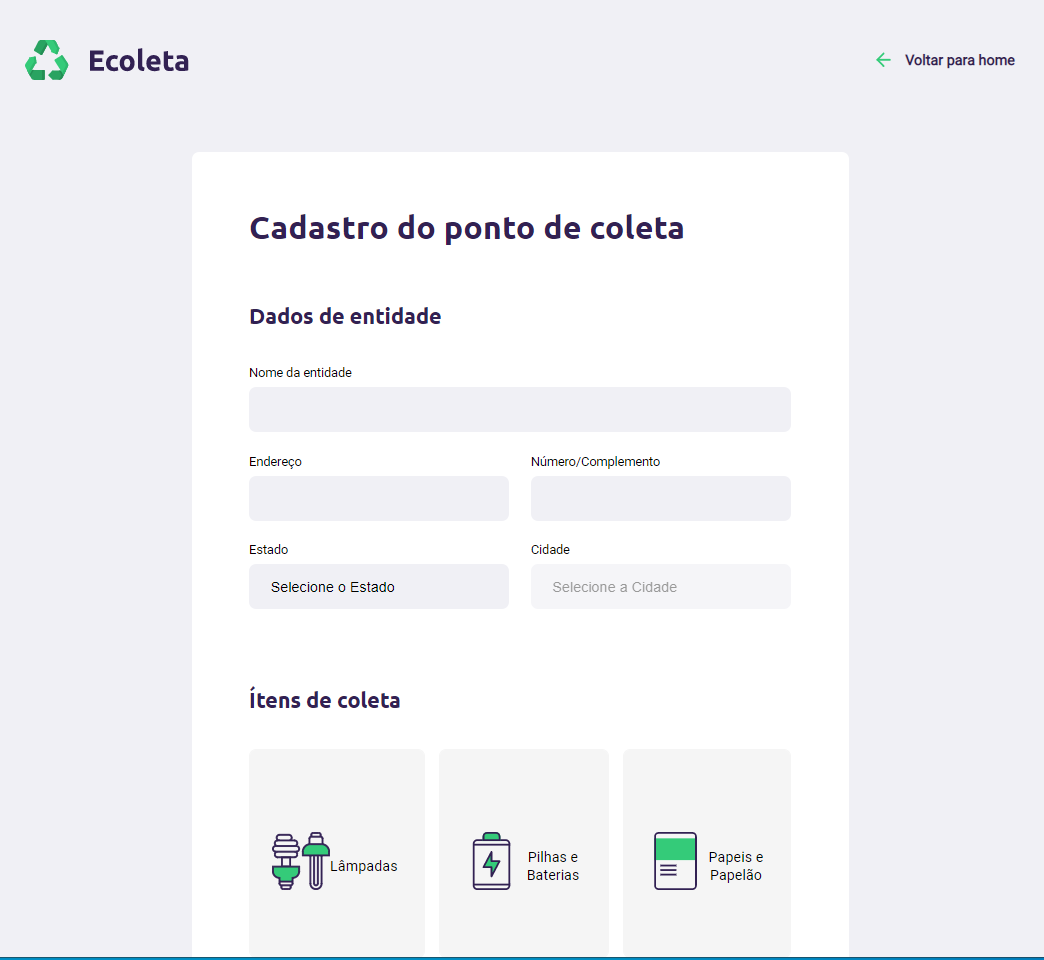 Ecoleta
Voltar para home
Cadastro do ponto de coleta
Dados de entidade
Nome da entidade
Endereço
Número/Complemento
Estado
Cidade
Selecione o Estado
Selecione a Cidade
Ítens de coleta
Lâmpadas
Pilhas e
Baterias
Papeis e
Papelão